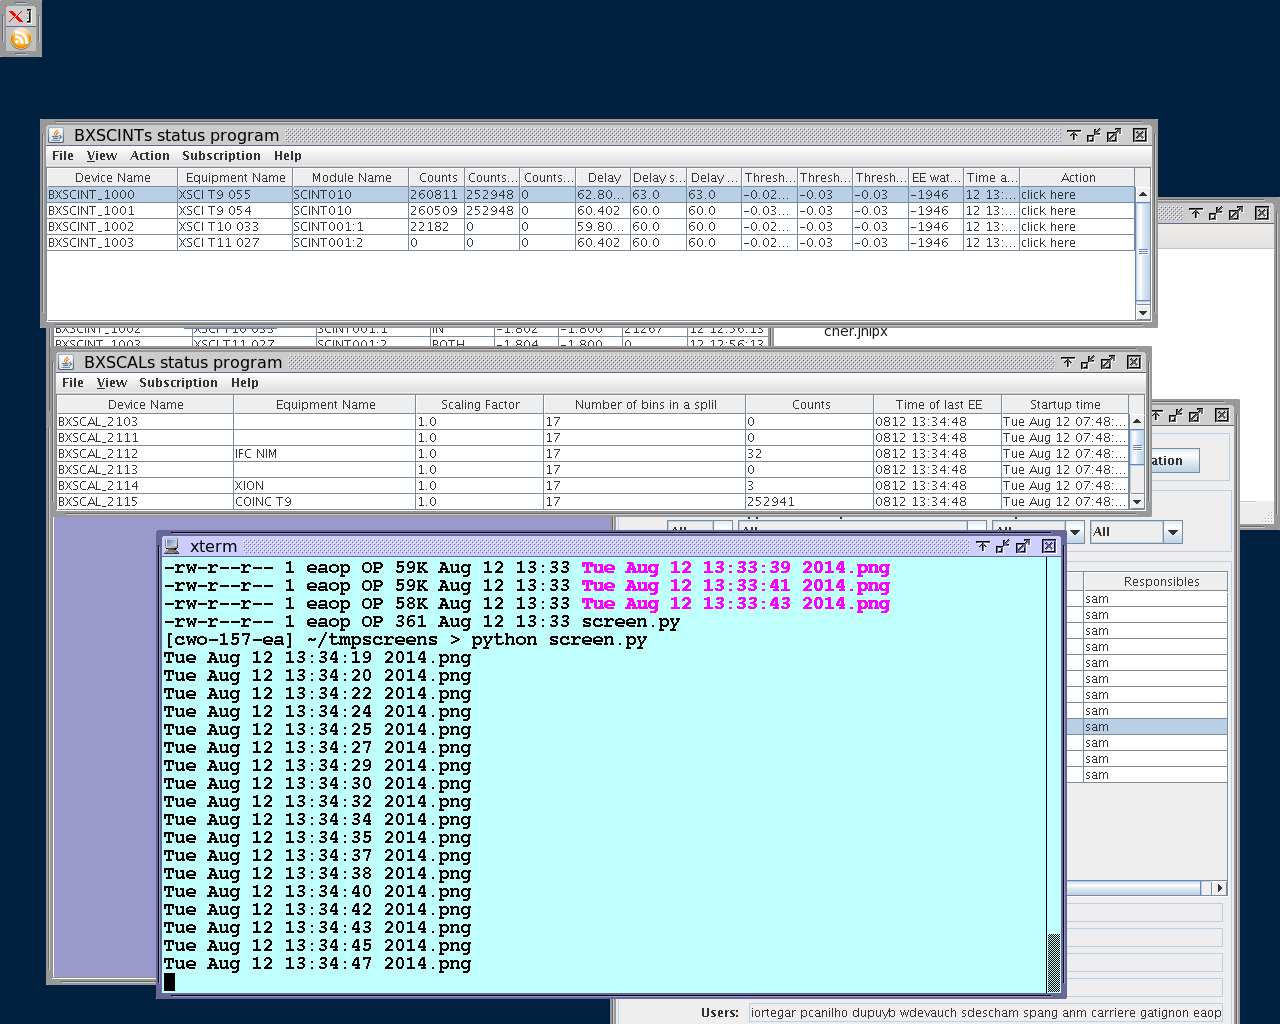 BXSCINTs status program
File View Action Subscription Help
Device Name Equipment Name Module Name Counts Counts... Counts... Delay Delay s... Delay ... Thresh... Thresh... Thresh... EE wat... Time a... Action
BXSCINT_1000 XSCI T9 055 SCINT010 260811 252948 0 62.80... 63.0 63.0 -0.02... -0.03 -0.03 -1946 12 13:... click here
BXSCINT_1001 XSCI T9 054 SCINT010 260509 252948 0 60.402 60.0 60.0 -0.03... -0.03 -0.03 -1946 12 13:... click here
BXSCINT_1002 XSCI T10 033 SCINT001:1 22182 0 0 59.80... 60.0 60.0 -0.02... -0.03 -0.03 -1946 12 13:... click here
BXSCINT_1003 XSCI T11 027 SCINT001:2 0 0 0 60.402 60.0 60.0 -0.02... -0.03 -0.03 -1946 12 13:... click here
BXSCINT_1002 XSCI T10 033 SCINT001:1 IN -1.802 -1.800 21267 12 12:56:13
cher.jnlpx
BXSCINT_1003 XSCI T11 027 SCINT001:2 BOTH -1.804 -1.800 0 12 12:56:13
BXSCALs status program
File View Subscription Help
Device Name Equipment Name Scaling Factor Number of bins in a splil Counts Time of last EE Startup time
BXSCAL_2103 1.0 17 0 0812 13:34:48 Tue Aug 12 07:48:...
BXSCAL_2111 1.0 17 0 0812 13:34:48 Tue Aug 12 07:48:...
BXSCAL_2112 IFC NIM 1.0 17 32 0812 13:34:48 Tue Aug 12 07:48:...
BXSCAL_2113 1.0 17 0 0812 13:34:48 Tue Aug 12 07:48:...
BXSCAL_2114 XION 1.0 17 3 0812 13:34:48 Tue Aug 12 07:48:...
BXSCAL_2115 COINC T9 1.0 17 252941 0812 13:34:48 Tue Aug 12 07:48:...
ation
All All All All
xterm
-rw-r--r-- 1 eaop OP 59K Aug 12 13:33 Tue Aug 12 13:33:39 2014.png
-rw-r--r-- 1 eaop OP 59K Aug 12 13:33 Tue Aug 12 13:33:41 2014.png
-rw-r--r-- 1 eaop OP 58K Aug 12 13:33 Tue Aug 12 13:33:43 2014.png
-rw-r--r-- 1 eaop OP 361 Aug 12 13:33 screen.py
[cwo-157-ea] ~/tmpscreens > python screen.py
Tue Aug 12 13:34:19 2014.png
Tue Aug 12 13:34:20 2014.png
Tue Aug 12 13:34:22 2014.png
Tue Aug 12 13:34:24 2014.png
Tue Aug 12 13:34:25 2014.png
Tue Aug 12 13:34:27 2014.png
Tue Aug 12 13:34:29 2014.png
Tue Aug 12 13:34:30 2014.png
Tue Aug 12 13:34:32 2014.png
Tue Aug 12 13:34:34 2014.png
Tue Aug 12 13:34:35 2014.png
Tue Aug 12 13:34:37 2014.png
Tue Aug 12 13:34:38 2014.png
Tue Aug 12 13:34:40 2014.png
Tue Aug 12 13:34:42 2014.png
Tue Aug 12 13:34:43 2014.png
Tue Aug 12 13:34:45 2014.png
Tue Aug 12 13:34:47 2014.png
Responsibles
sam
sam
sam
sam
sam
sam
sam
sam
sam
sam
sam
sam
Users: iortegar pcanilho dupuyb wdevauch sdescham spang anm carriere gatignon eaop